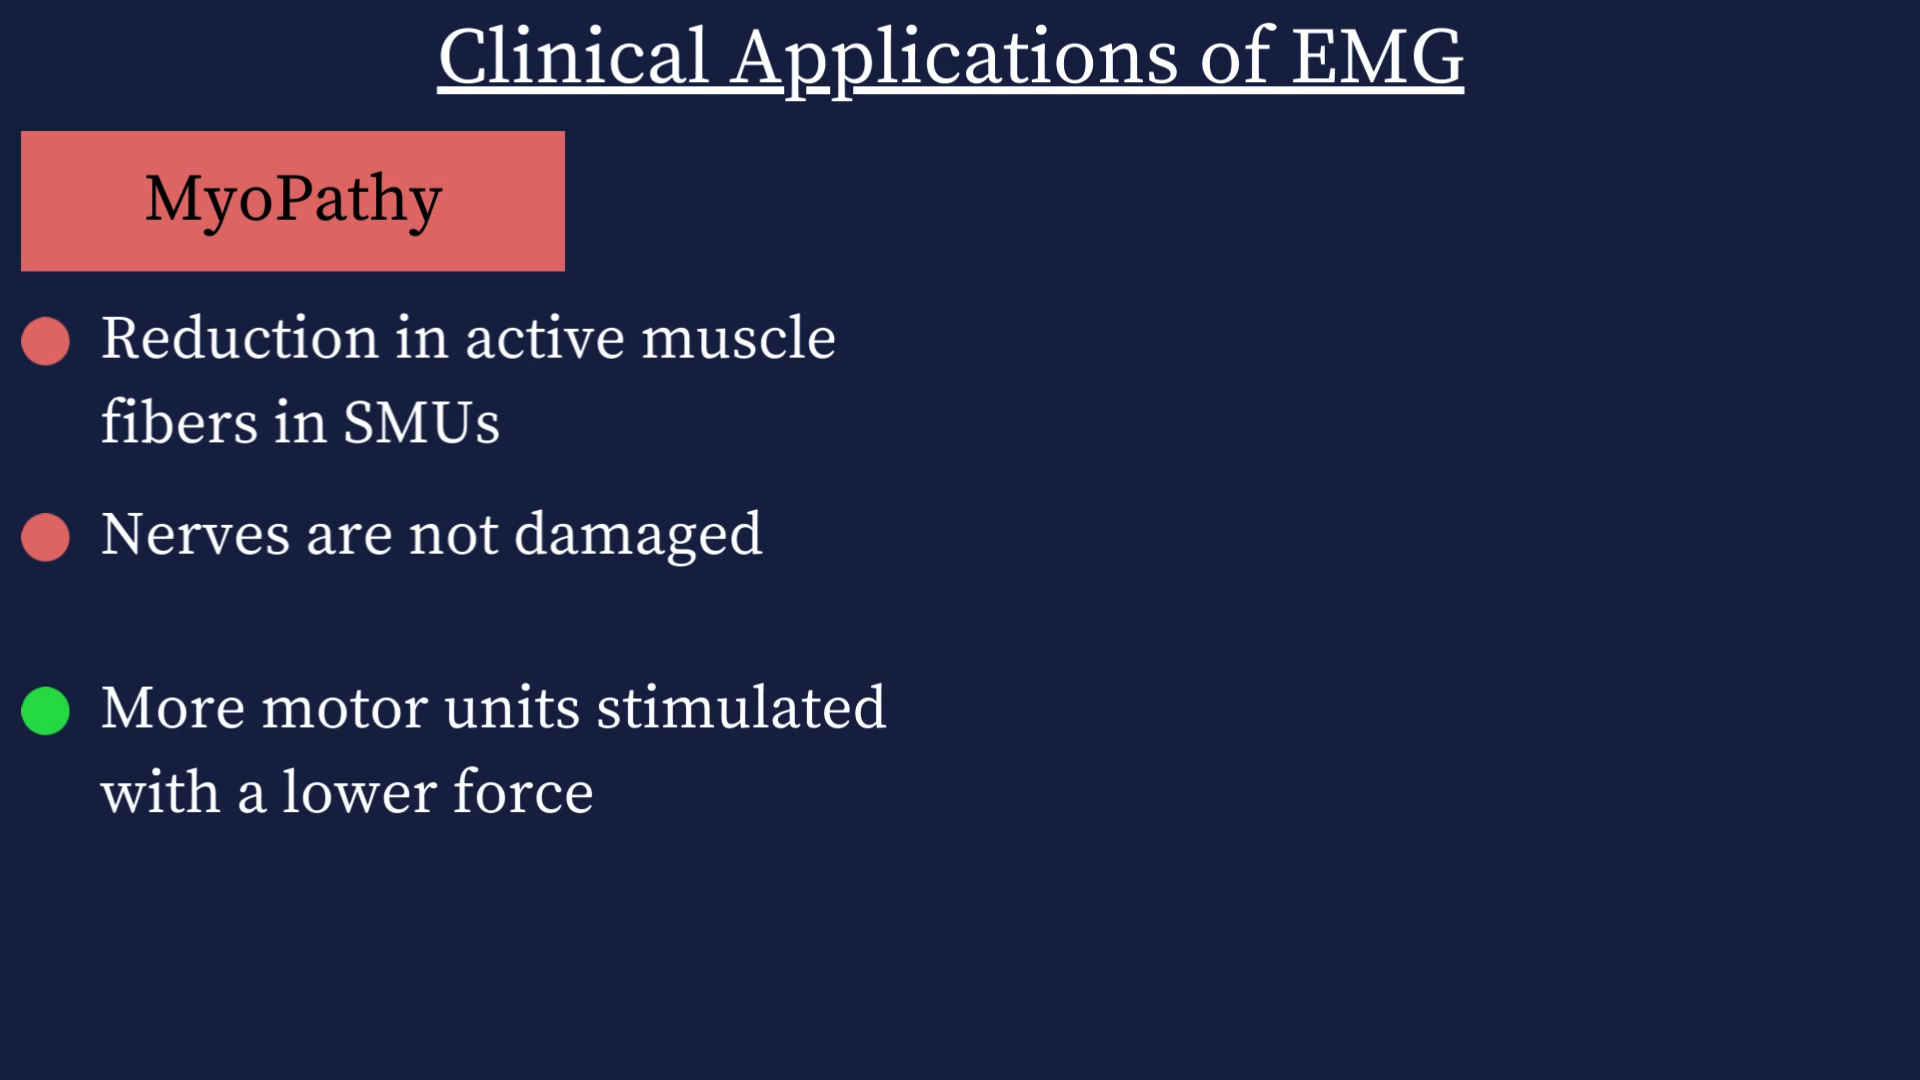 Clinical Applications of EMG
MyoPathy
Reduction in active muscle
fibers in SMUs
Nerves are not damaged
More motor units stimulated
with a lower force